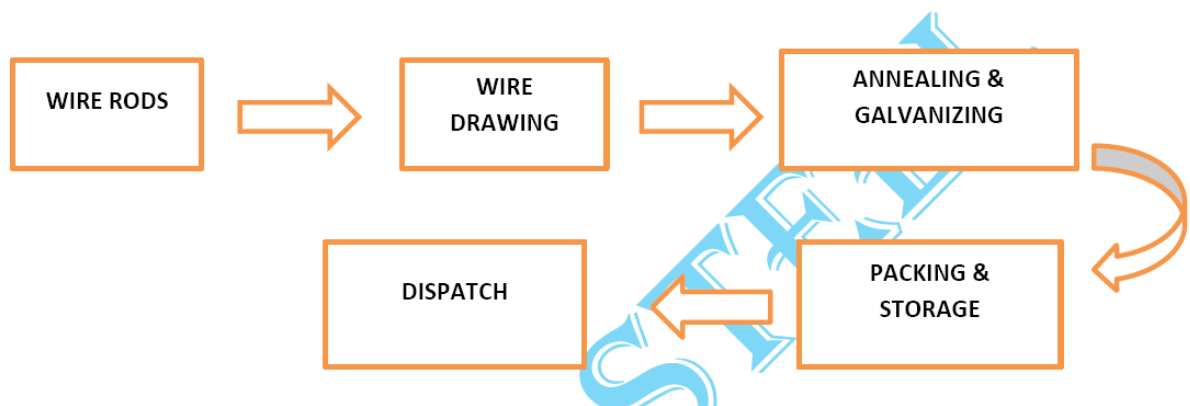 WIRE RODS
WIRE
DRAWING
ANNEALING &
GALVANIZING
PACKING &
STORAGE
DISPATCH